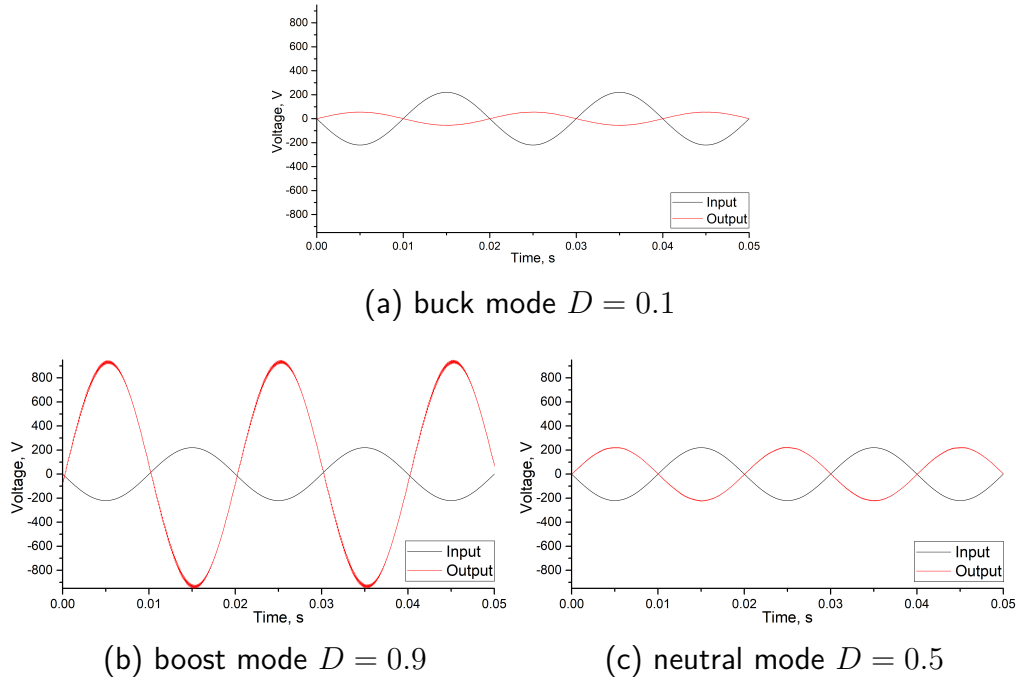 800
600
400
200
0
-200
-400
-600
-800
Voltage, V
0.00 0.01 0.02 0.03 0.04 0.05
Time, s
Input
Output
(a) buck mode D = 0.1
800
600
400
200
0
-200
-400
-600
-800
Voltage, V
0.00 0.01 0.02 0.03 0.04 0.05
Time, s
Input
Output
(b) boost mode D = 0.9
800
600
400
200
0
-200
-400
-600
-800
Voltage, V
0.00 0.01 0.02 0.03 0.04 0.05
Time, s
Input
Output
(c) neutral mode D = 0.5